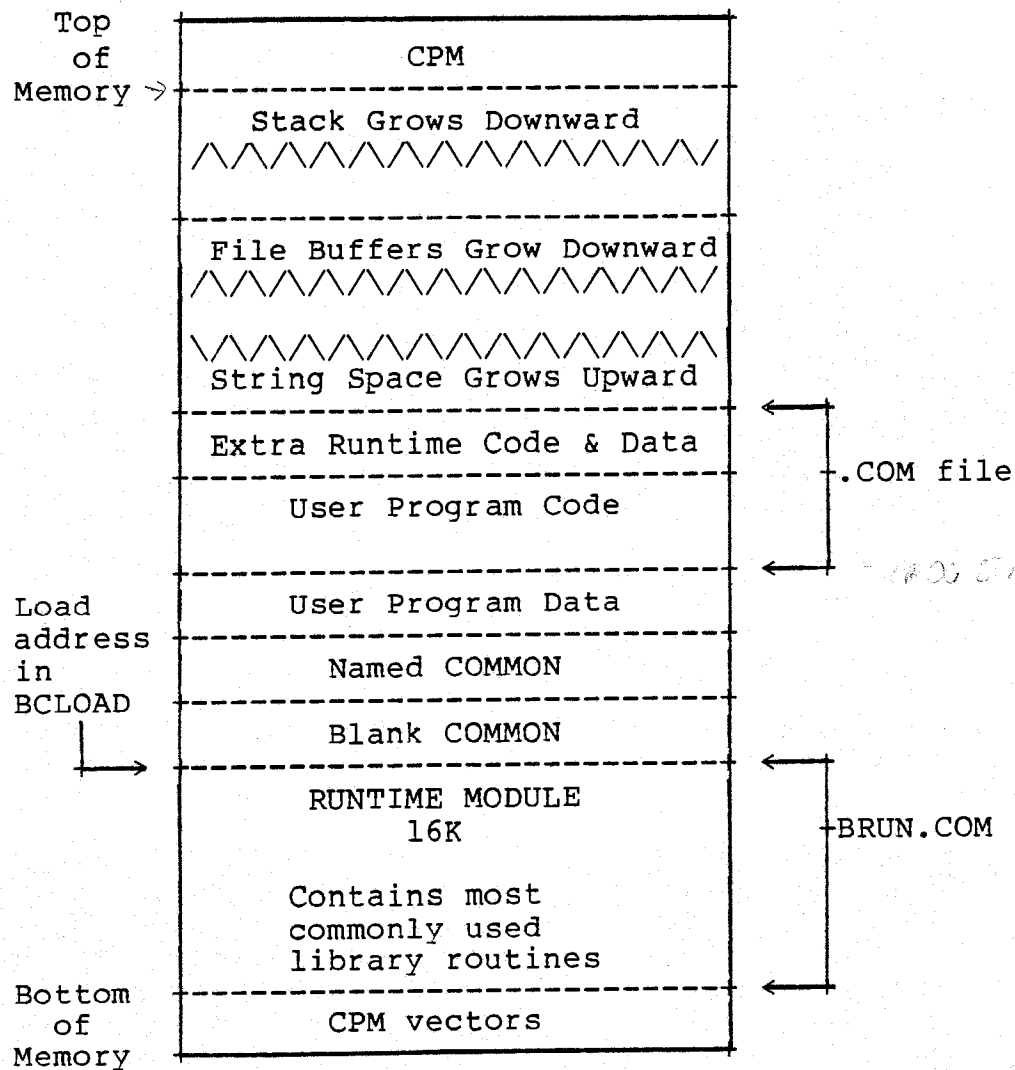 Top
of
Memory
CPM
Stack Grows Downward
File Buffers Grow Downward
String Space Grows Upward
Extra Runtime Code & Data
.COM file
User Program Code
User Program Data
Load
address
in
BCLOAD
Named COMMON
Blank COMMON
RUNTIME MODULE
16K
BRUN.COM
Contains most
commonly used
library routines
Bottom
of
Memory
CPM vectors